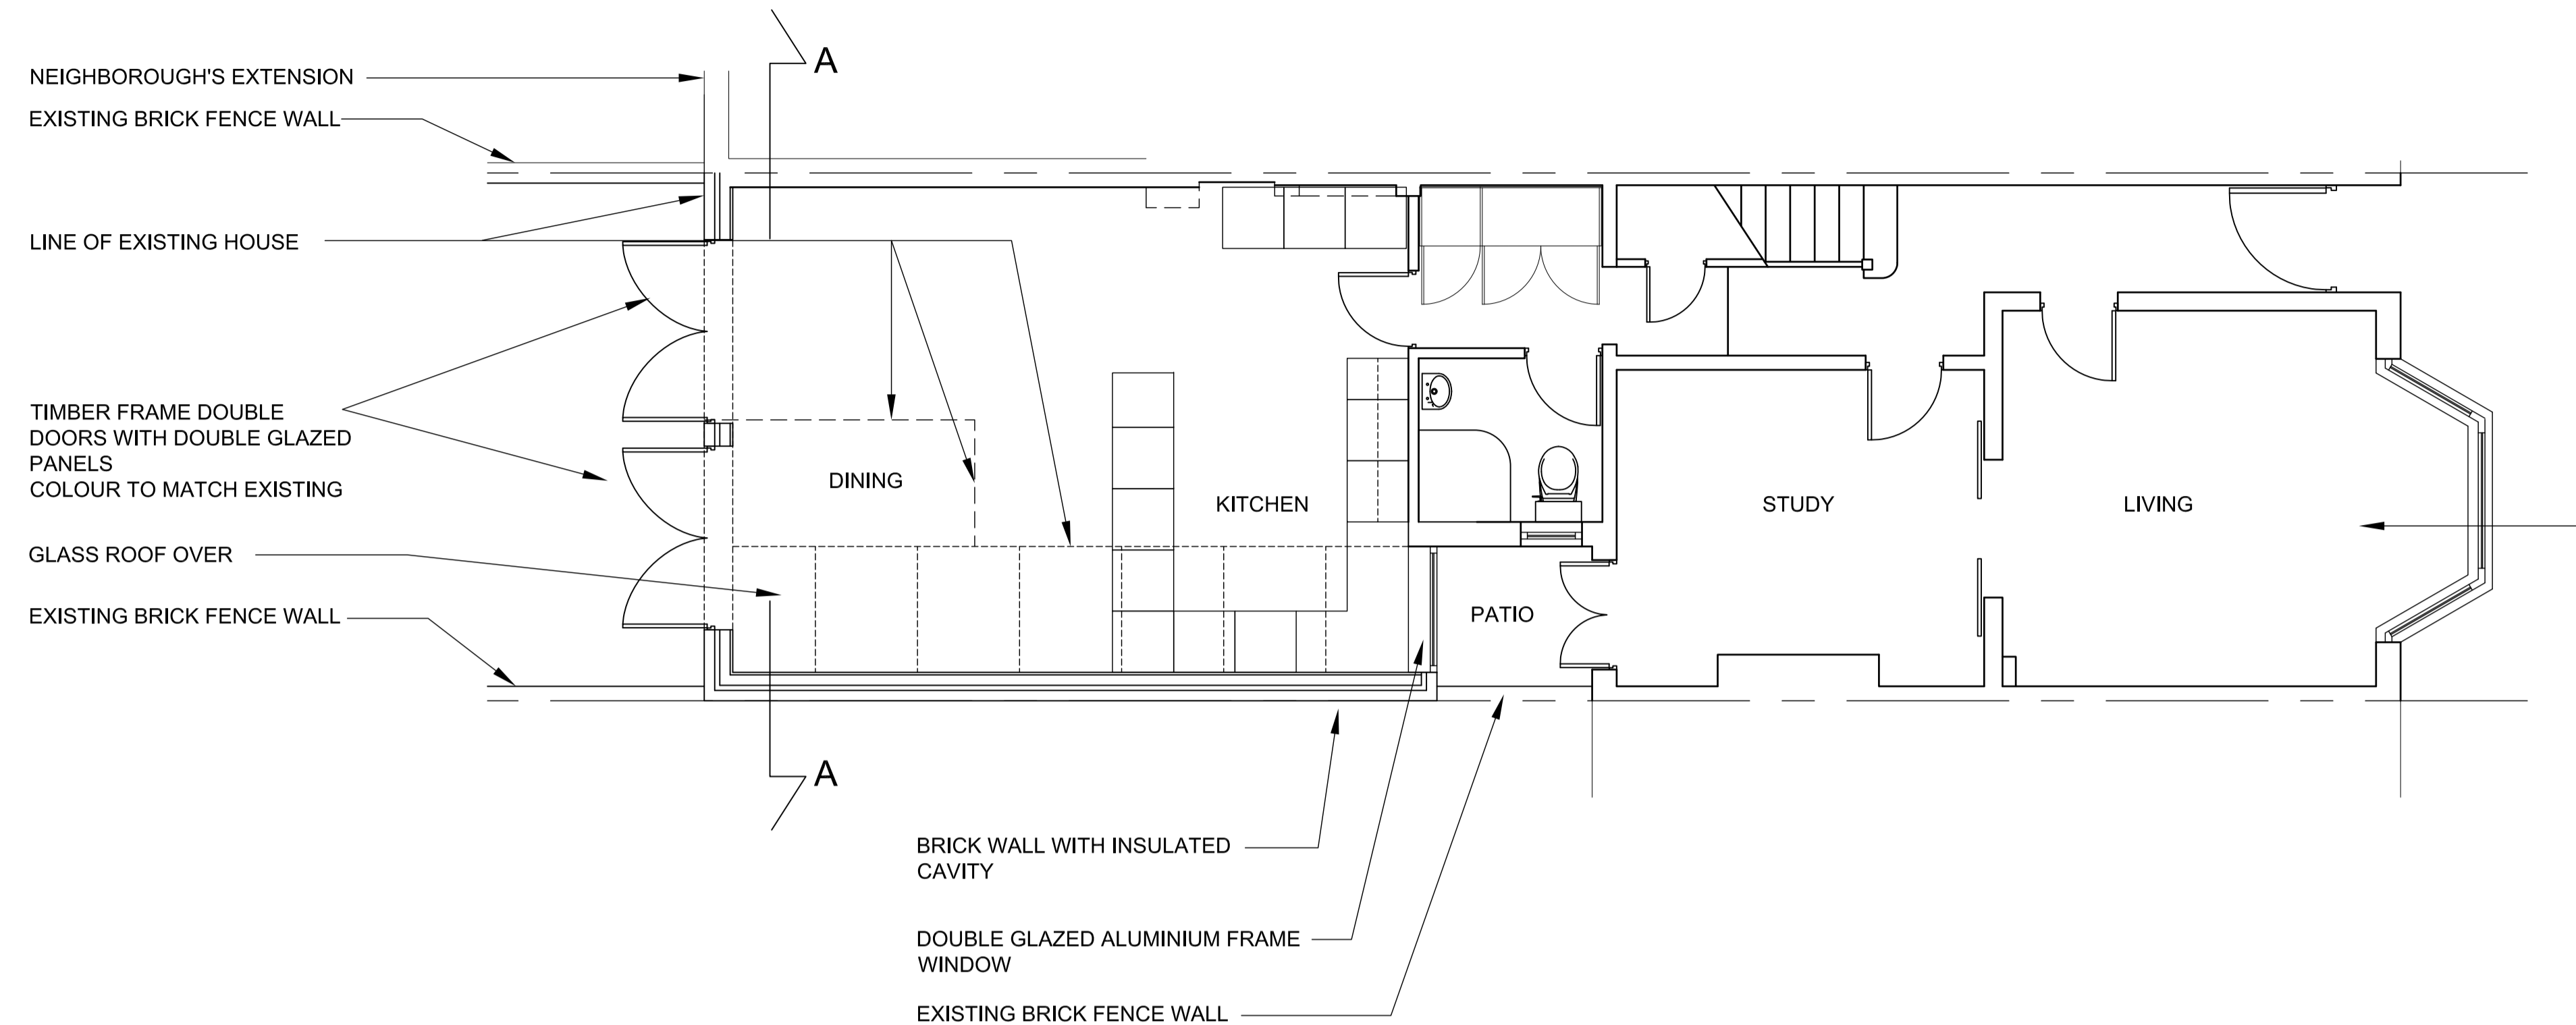 A
NEIGHBOROUGH'S EXTENSION
EXISTING BRICK FENCE WALL
LINE OF EXISTING HOUSE
TIMBER FRAME DOUBLE
DOORS WITH DOUBLE GLAZED
PANELS
COLOUR TO MATCH EXISTING
DINING
KITCHEN
STUDY
LIVING
GLASS ROOF OVER
EXISTING BRICK FENCE WALL
PATIO
A
BRICK WALL WITH INSULATED
CAVITY
DOUBLE GLAZED ALUMINIUM FRAME
WINDOW
EXISTING BRICK FENCE WALL